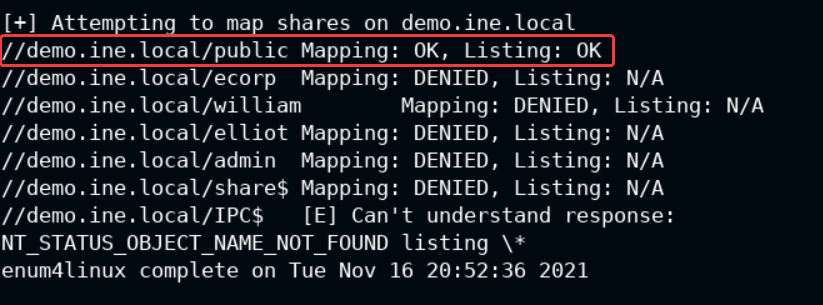 [+] Attempting to map shares on demo.ine.local
//demo.ine.local/public Mapping: OK, Listing: OK
//demo.ine.local/ecorp  Mapping: DENIED, Listing: N/A
//demo.ine.local/william        Mapping: DENIED, Listing: N/A
//demo.ine.local/elliot Mapping: DENIED, Listing: N/A
//demo.ine.local/admin  Mapping: DENIED, Listing: N/A
//demo.ine.local/share$ Mapping: DENIED, Listing: N/A
//demo.ine.local/IPC$   [E] Can't understand response:
NT_STATUS_OBJECT_NAME_NOT_FOUND listing \*
enum4linux complete on Tue Nov 16 20:52:36 2021